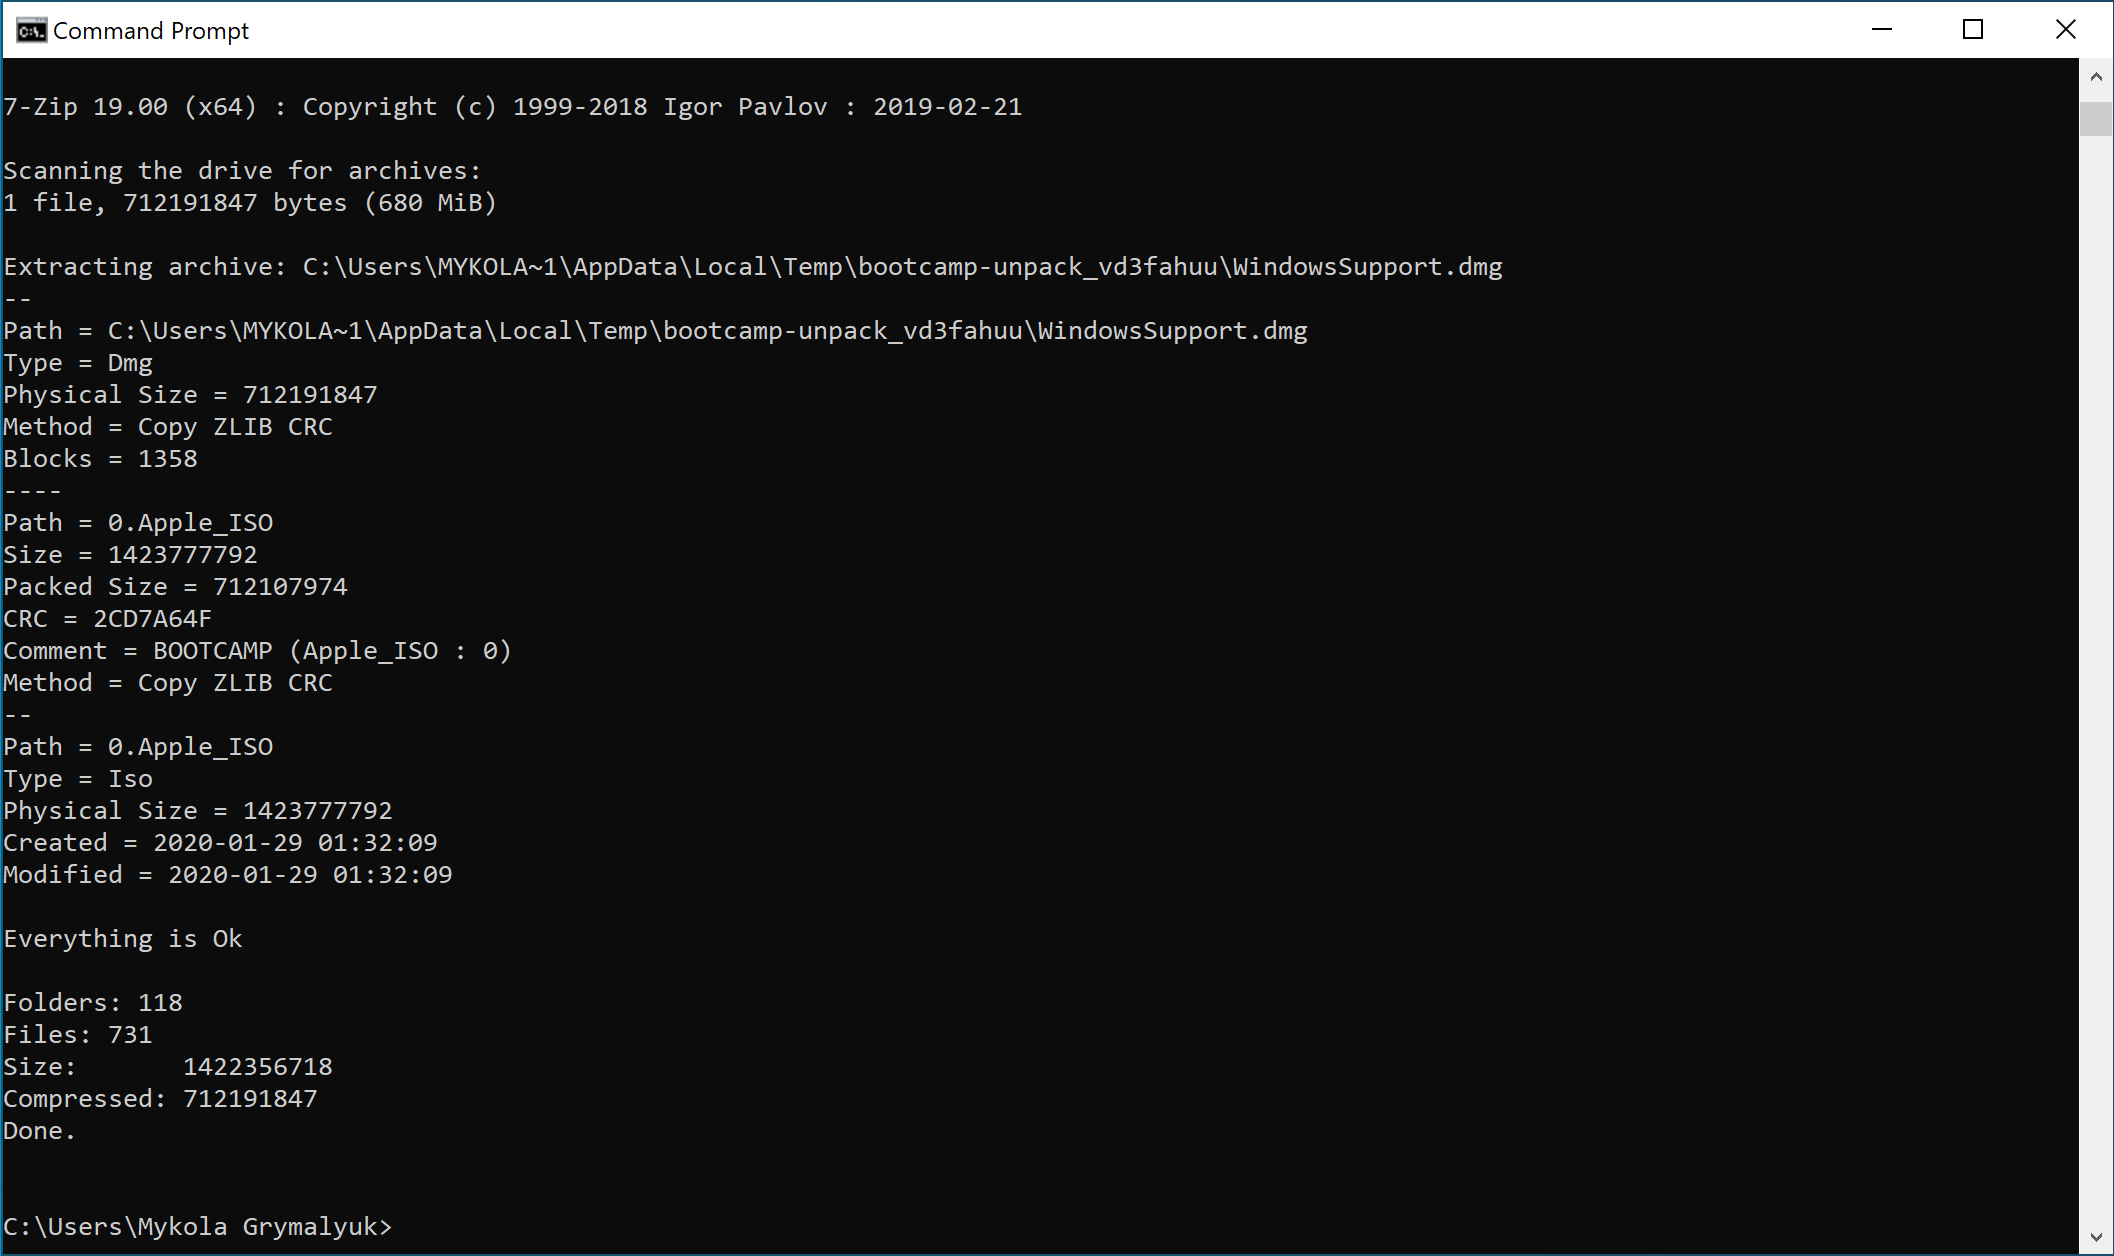 Command Prompt
7-Zip 19.00 (x64) : Copyright (c) 1999-2018 Igor Pavlov : 2019-02-21
Scanning the drive for archives:
1 file, 712191847 bytes (680 MiB)
Extracting archive: C:\Users\MYKOLA~1\AppData\Local\Temp\bootcamp-unpack_vd3fahuu\WindowsSupport.dmg
--
Path = C:\Users\MYKOLA~1\AppData\Local\Temp\bootcamp-unpack_vd3fahuu\WindowsSupport.dmg
Type = Dmg
Physical Size = 712191847
Method = Copy ZLIB CRC
Blocks = 1358
----
Path = 0.Apple_ISO
Size = 1423777792
Packed Size = 712107974
CRC = 2CD7A64F
Comment = BOOTCAMP (Apple_ISO : 0)
Method = Copy ZLIB CRC
--
Path = 0.Apple_ISO
Type = Iso
Physical Size = 1423777792
Created = 2020-01-29 01:32:09
Modified = 2020-01-29 01:32:09
Everything is Ok
Folders: 118
Files: 731
Size:       1422356718
Compressed: 712191847
Done.
C:\Users\Mykola Grymalyuk>